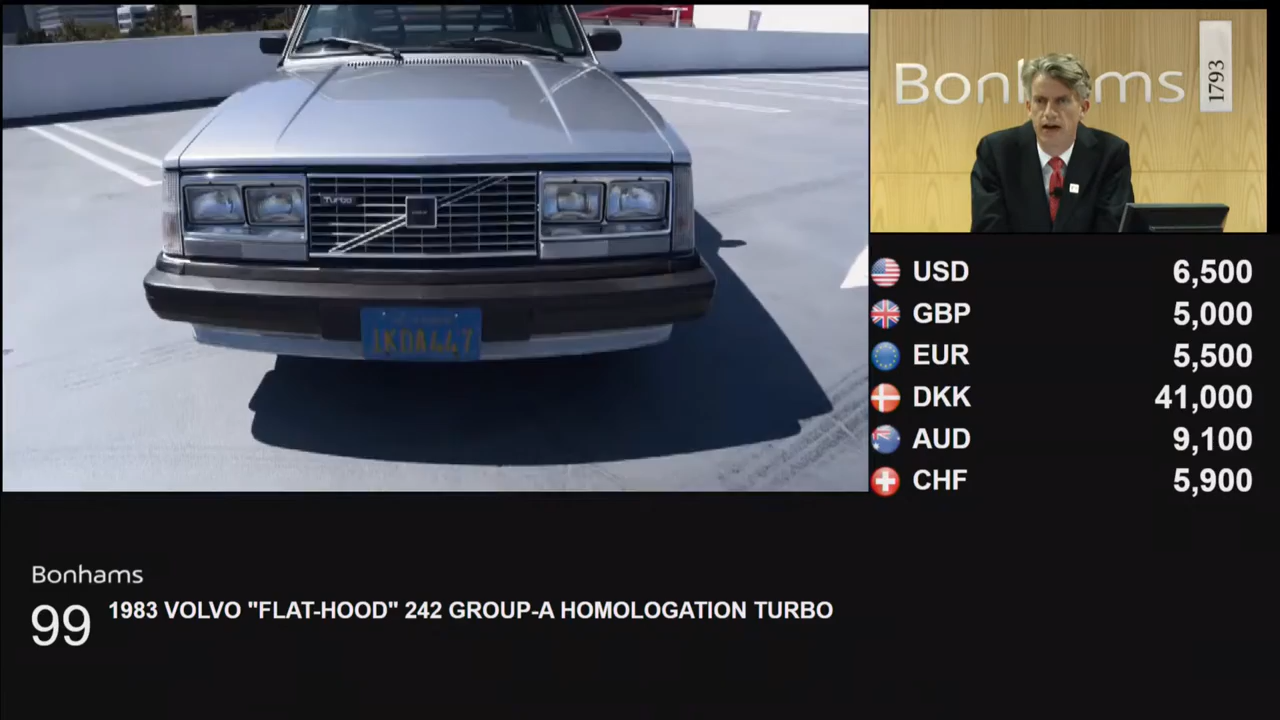 Turbo
1KDA447
Bonhams
1793
USD 6,500
GBP 5,000
EUR 5,500
DKK 41,000
AUD 9,100
CHF 5,900
Bonhams
99
1983 VOLVO "FLAT-HOOD" 242 GROUP-A HOMOLOGATION TURBO